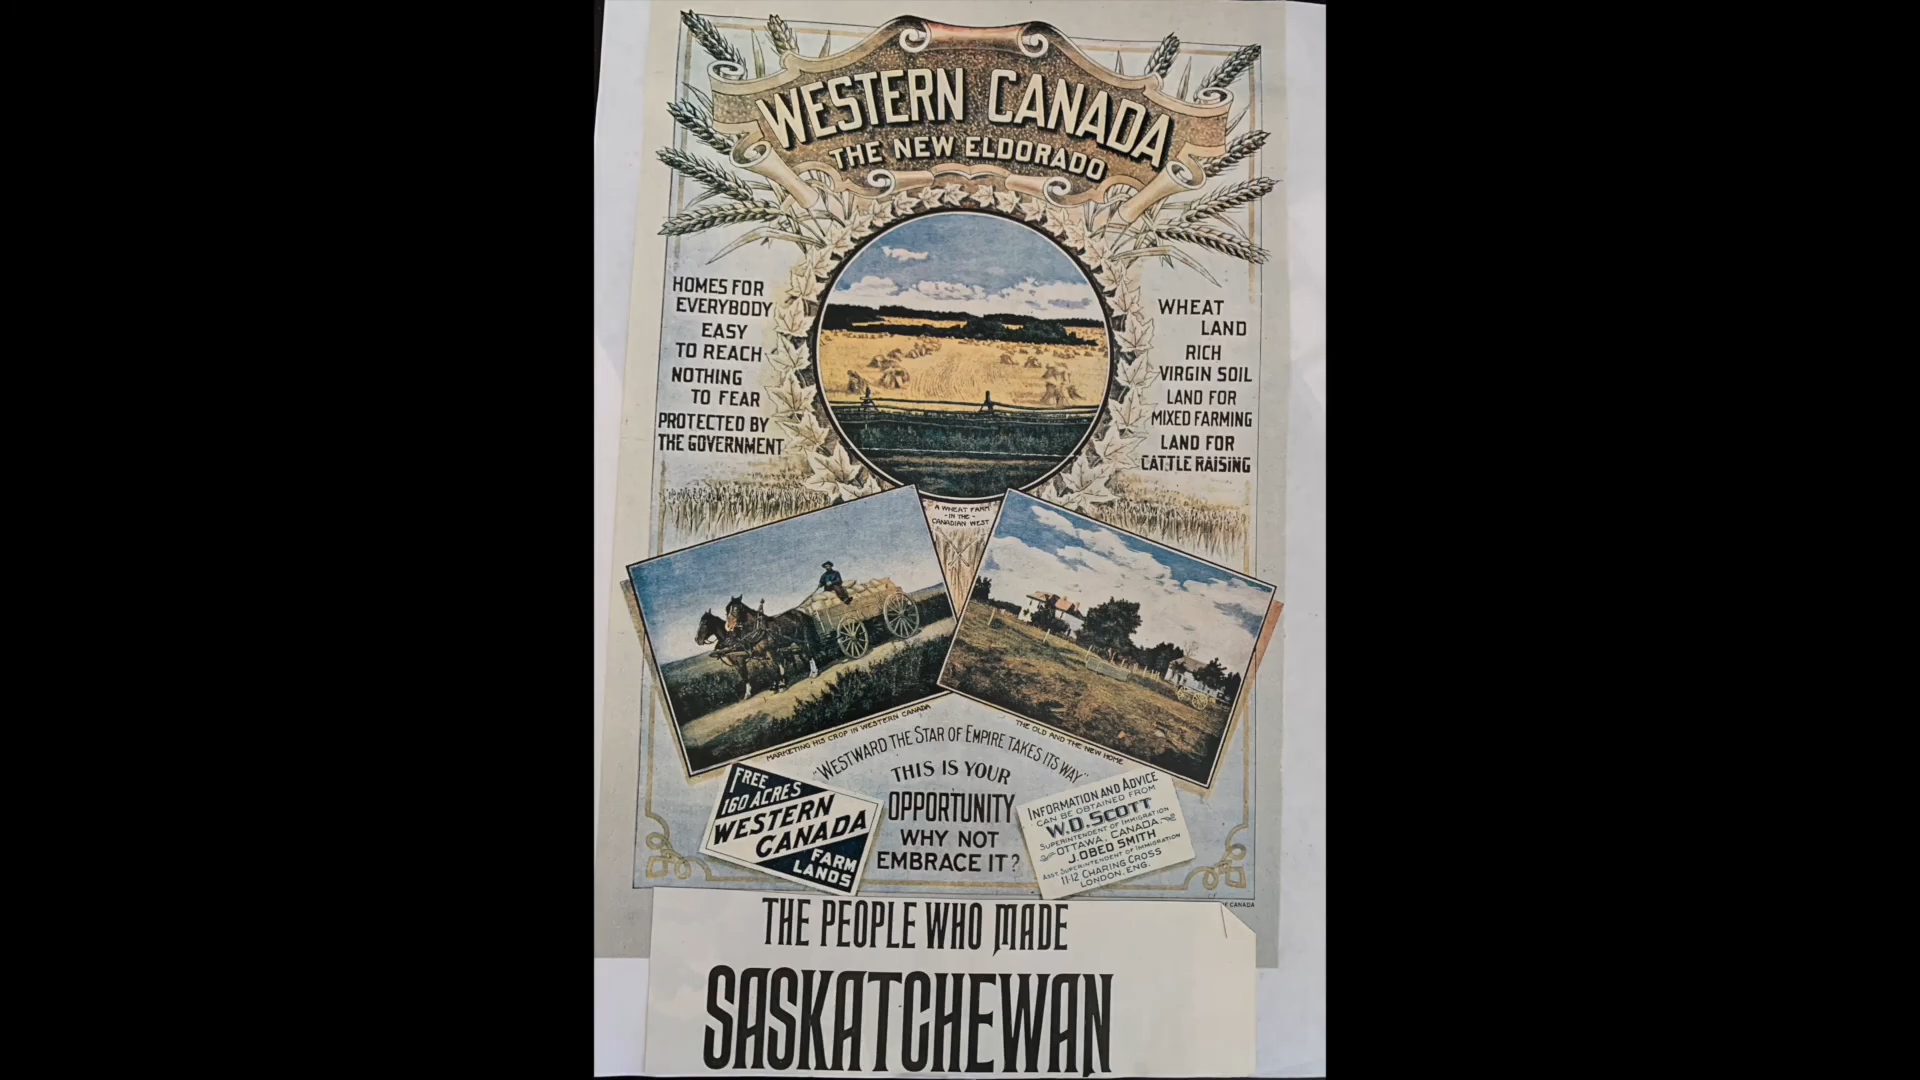 WESTERN CANADA
THE NEW ELDORADO
HOMES FOR
EVERYBODY
EASY
TO REACH
NOTHING
TO FEAR
PROTECTED BY
THE GOVERNMENT
WHEAT
LAND
RICH
VIRGIN SOIL
LAND FOR
MIXED FARMING
LAND FOR
CATTLE RAISING
A WHEAT FARM
- IN THE -
CANADIAN WEST
MARKETING HIS CROP IN WESTERN CANADA
THE OLD AND THE NEW HOME
"WESTWARD THE STAR OF EMPIRE TAKES ITS WAY"
THIS IS YOUR
OPPORTUNITY
WHY NOT
EMBRACE IT?
FREE
160 ACRES
WESTERN
CANADA
FARM
LANDS
INFORMATION AND ADVICE
CAN BE OBTAINED FROM
W.D. SCOTT
SUPERINTENDENT OF IMMIGRATION
OTTAWA, CANADA.
J. OBED SMITH
ASST. SUPERINTENDENT OF IMMIGRATION
11-12 CHARING CROSS
LONDON, ENG.
CANADA
THE PEOPLE WHO MADE
SASKATCHEWAN